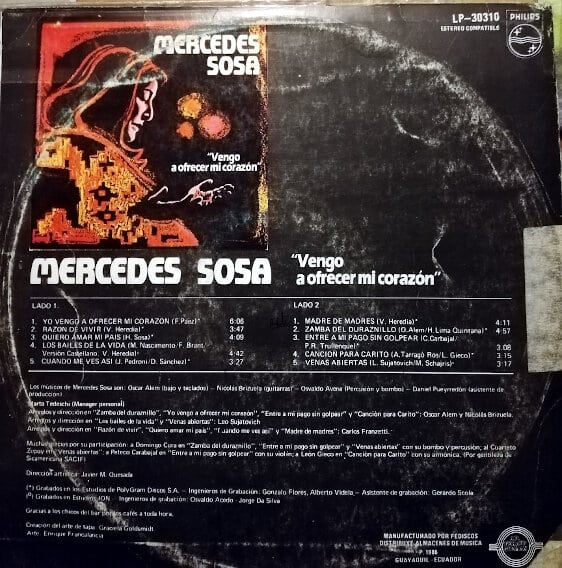 LP-30310
ESTEREO COMPATIBLE
PHILIPS
MERCEDES
SOSA
"Vengo
a ofrecer mi corazón"
MERCEDES SOSA
"Vengo
a ofrecer mi corazón"
LADO 1.
1. YO VENGO A OFRECER MI CORAZON (F. Paez)* 6:06
2. RAZON DE VIVIR (V. Heredia)* 3:47
3. QUIERO AMAR MI PAIS (H. Sosa)* 4:09
4. LOS BAILES DE LA VIDA (M. Nascimento/F. Brant/
Versión Castellano, V. Heredia) 4:42
5. CUANDO ME VES ASI (J. Pedroni/D. Sánchez)* 3:27
LADO 2
1. MADRE DE MADRES (V. Heredia) 4:11
2. ZAMBA DEL DURAZNILLO (O. Alem/H. Lima Quintana)* 4:57
3. ENTRE A MI PAGO SIN GOLPEAR (C. Carbajal/
P.R. Trullenque)* 3:08
4. CANCION PARA CARITO (A. Tarragó Ros/L. Gieco)* 3:15
5. VENAS ABIERTAS (L. Sujatovich/M. Schajris)* 3:17
Los músicos de Mercedes Sosa son: Oscar Alem (bajo y teclados) — Nicolás Brizuela (guitarras) Osvaldo Avena (Percusión y bombo) — Daniel Pueyrredón (asistente de
producción)
Marta Tedeschi (Manager personal)
Arreglos y dirección en "Zamba del duraznillo", "Yo vengo a ofrecer mi corazón", "Entre a mi pago sin golpear" y "Canción para Carito": Oscar Alem y Nicolás Brizuela.
Arreglos y dirección en "Los bailes de la vida" y "Venas abiertas": Leo Sujatovich
Arreglos y dirección en "Razón de vivir", "Quiero amar mi país", "Cuando me ves así" y "Madre de madres": Carlos Franzetti.
Muchas gracias por su participación: a Domingo Cura en "Zamba del duraznillo", "Entre a mi pago sin golpear" y "Venas abiertas" con su bombo y percusión; al Cuarteto
Zupay en "Venas abiertas"; a Peteco Carabajal en "Entre a mi pago sin golpear" con su violín; a León Gieco en "Canción para Carito" con su armónica. (Por gentileza de
Sicamericana SACIF)
Dirección artística: Javier M. Quesada
(*) Grabados en los Estudios de PolyGram Discos S.A. — Ingenieros de Grabación: Gonzalo Flores, Alberto Videla — Asistente de grabación: Gerardo Scola
Grabados en Estudios ION — Ingenieros de grabación: Osvaldo Acedo - Jorge Da Silva
Gracias a los chicos del bar por los cafés a toda hora.
Creación del arte de tapa: Graciela Goldsmidt
Arte: Enrique Francalancia
MANUFACTURADO POR FEDISCOS
DISTRIBUYE ALMACENES DE MUSICA
P. 1986
GUAYAQUIL - ECUADOR